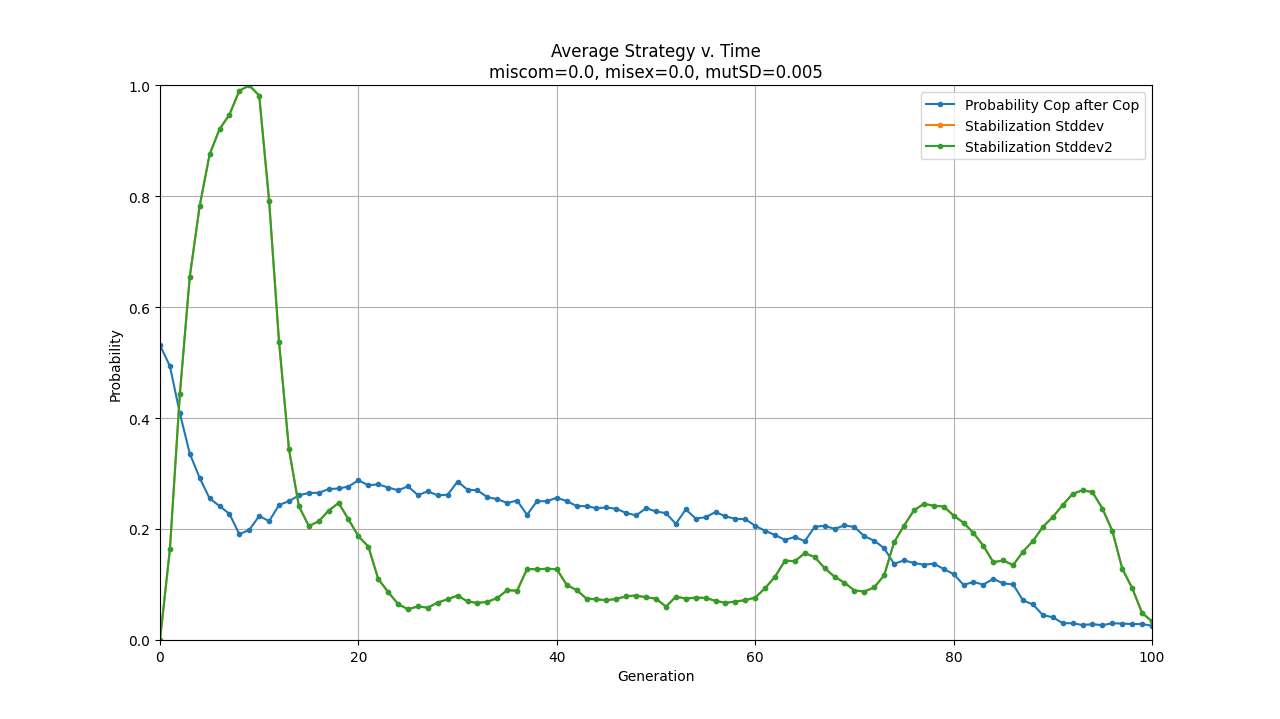 Average Strategy v. Time
miscom=0.0, misex=0.0, mutSD=0.005
1.0
0.8
0.6
0.4
0.2
0.0
Probability
Probability Cop after Cop
Stabilization Stddev
Stabilization Stddev2
0 20 40 60 80 100
Generation